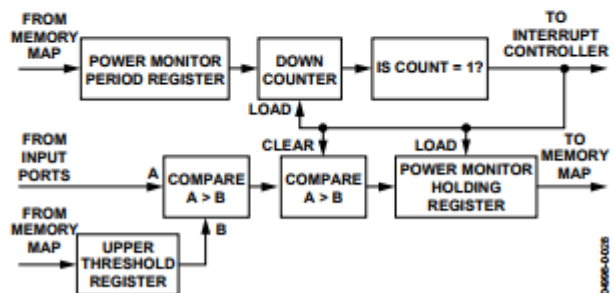 FROM
MEMORY
MAP
POWER MONITOR
PERIOD REGISTER
DOWN
COUNTER
IS COUNT = 1?
TO
INTERRUPT
CONTROLLER
LOAD
FROM
INPUT
PORTS
A
COMPARE
A > B
B
CLEAR
COMPARE
A > B
LOAD
POWER MONITOR
HOLDING
REGISTER
TO
MEMORY
MAP
FROM
MEMORY
MAP
UPPER
THRESHOLD
REGISTER